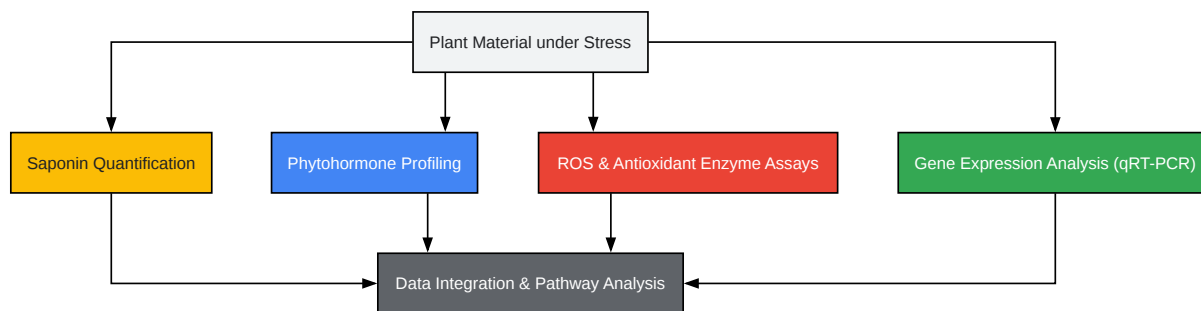 Plant Material under Stress
Saponin Quantification
Phytohormone Profiling
ROS & Antioxidant Enzyme Assays
Gene Expression Analysis (qRT-PCR)
Data Integration & Pathway Analysis